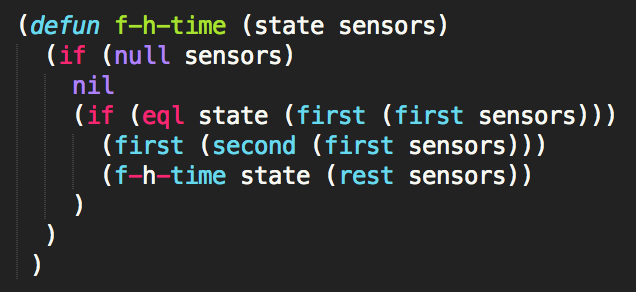 (defun f-h-time (state sensors)
(if (null sensors)
nil
(if (eql state (first (first sensors)))
(first (second (first sensors)))
(f-h-time state (rest sensors))
)
)
)